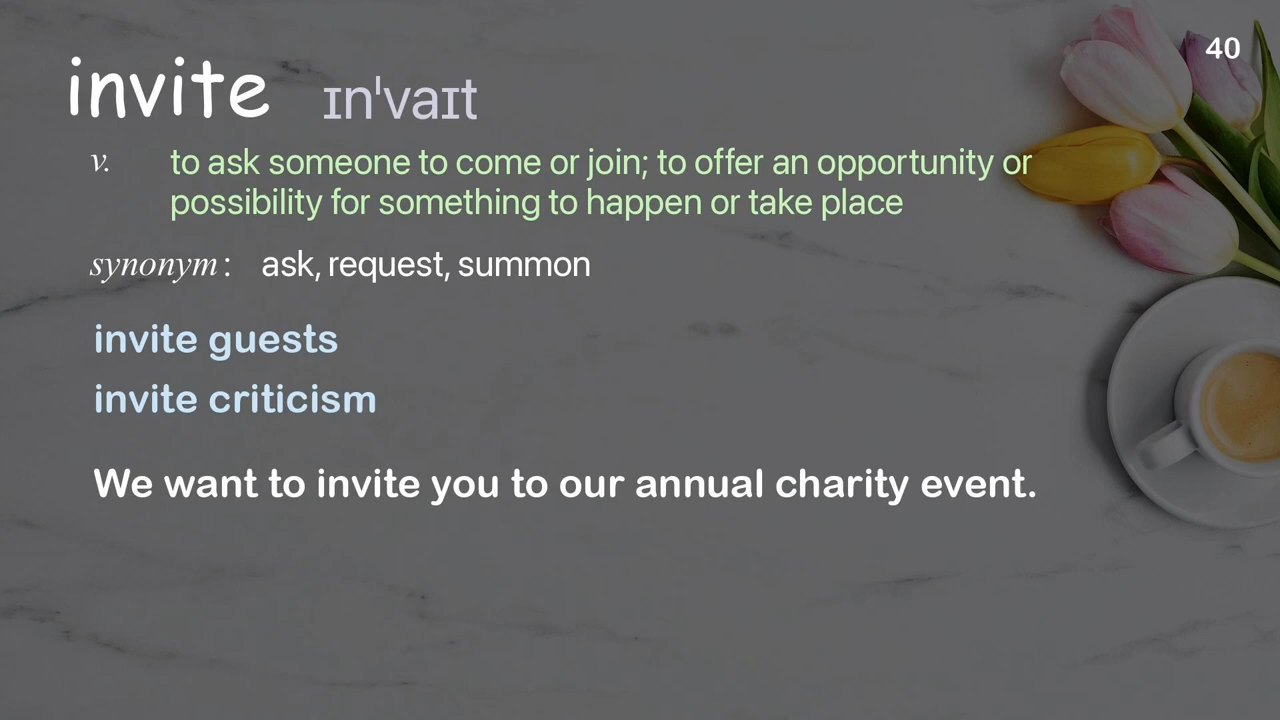 40
invite ɪnˈvaɪt
v. to ask someone to come or join; to offer an opportunity or
possibility for something to happen or take place
synonym : ask, request, summon
invite guests
invite criticism
We want to invite you to our annual charity event.